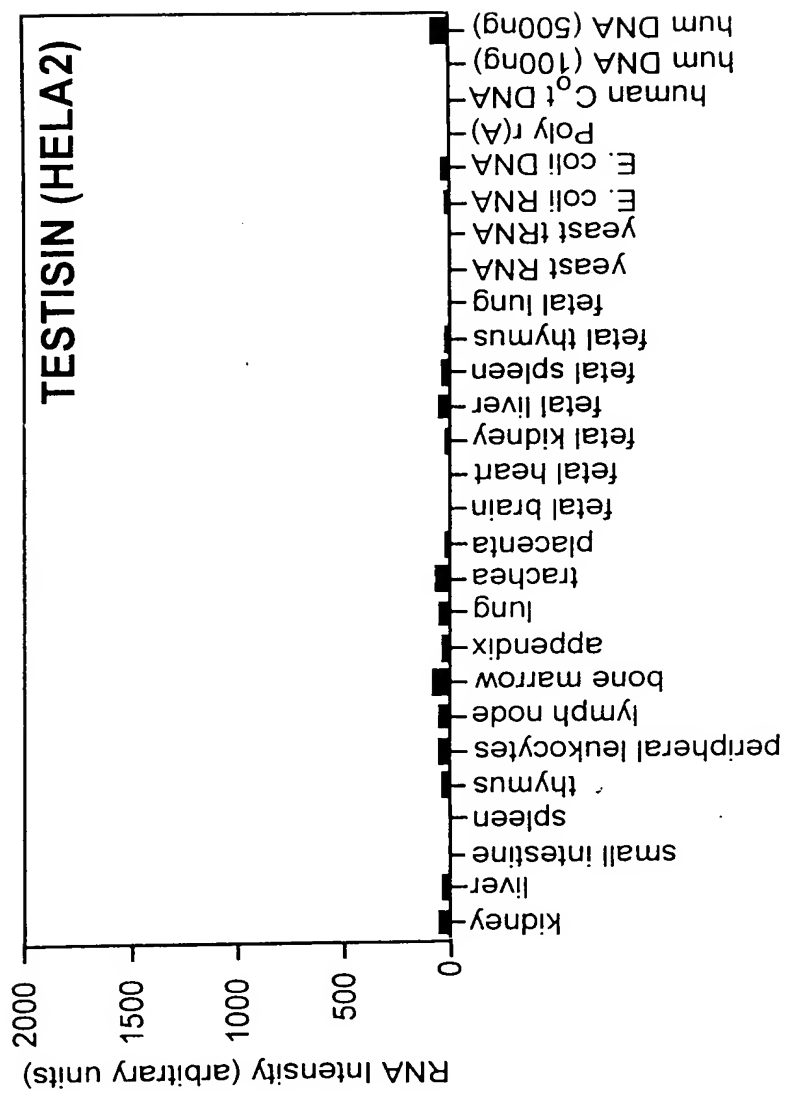 TESTISIN (HELA2)
RNA Intensity (arbitrary units)
2000
1500
1000
500
0
kidney
liver
small intestine
spleen
thymus
peripheral leukocytes
lymph node
bone marrow
appendix
lung
trachea
placenta
fetal brain
fetal heart
fetal kidney
fetal liver
fetal spleen
fetal thymus
fetal lung
yeast RNA
yeast tRNA
E. coli RNA
E. coli DNA
Poly r(A)
human Cot DNA
hum DNA (100ng)
hum DNA (500ng)